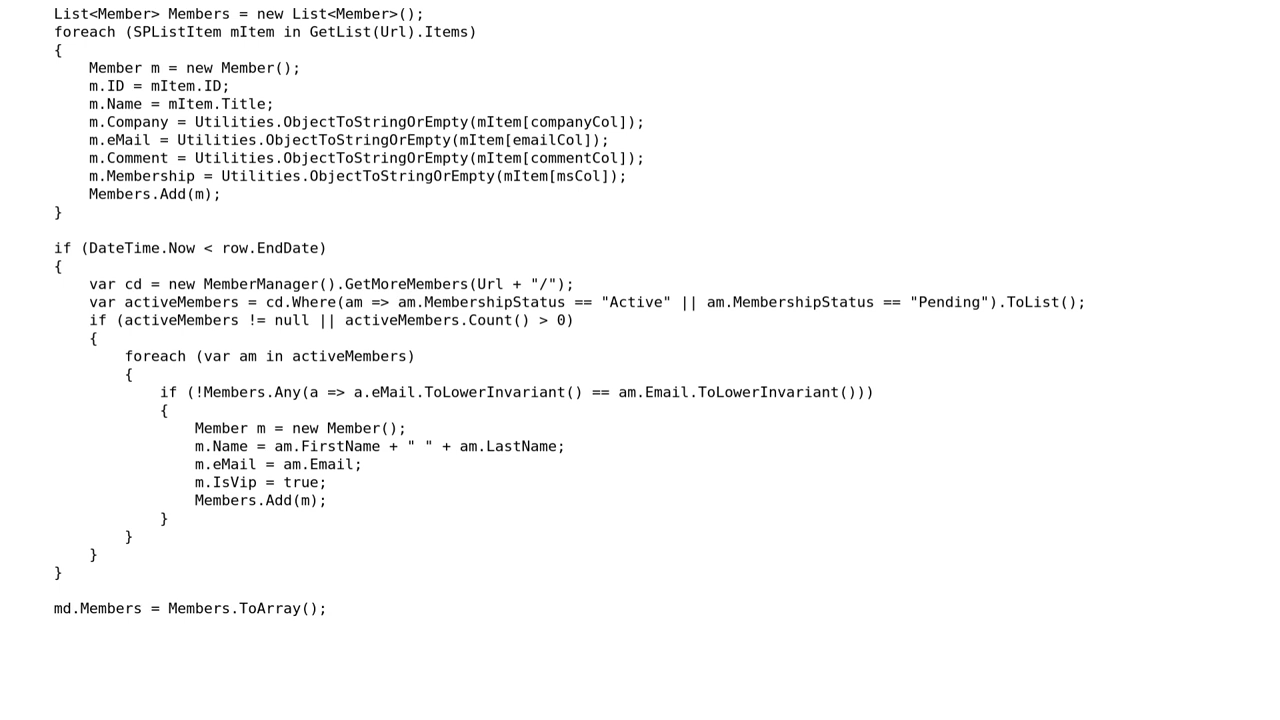 List<Member> Members = new List<Member>();
foreach (SPListItem mItem in GetList(Url).Items)
{
    Member m = new Member();
    m.ID = mItem.ID;
    m.Name = mItem.Title;
    m.Company = Utilities.ObjectToStringOrEmpty(mItem[companyCol]);
    m.eMail = Utilities.ObjectToStringOrEmpty(mItem[emailCol]);
    m.Comment = Utilities.ObjectToStringOrEmpty(mItem[commentCol]);
    m.Membership = Utilities.ObjectToStringOrEmpty(mItem[msCol]);
    Members.Add(m);
}

if (DateTime.Now < row.EndDate)
{
    var cd = new MemberManager().GetMoreMembers(Url + "/");
    var activeMembers = cd.Where(am => am.MembershipStatus == "Active" || am.MembershipStatus == "Pending").ToList();
    if (activeMembers != null || activeMembers.Count() > 0)
    {
        foreach (var am in activeMembers)
        {
            if (!Members.Any(a => a.eMail.ToLowerInvariant() == am.Email.ToLowerInvariant()))
            {
                Member m = new Member();
                m.Name = am.FirstName + " " + am.LastName;
                m.eMail = am.Email;
                m.IsVip = true;
                Members.Add(m);
            }
        }
    }
}

md.Members = Members.ToArray();